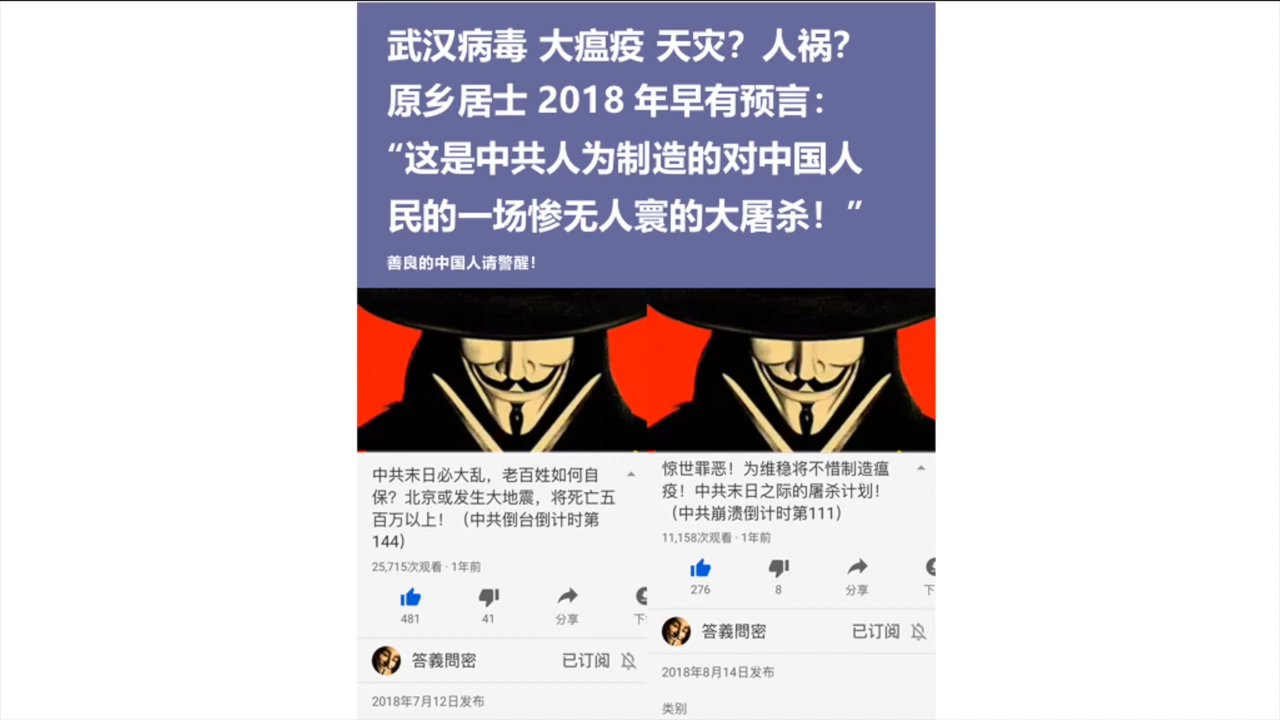 武汉病毒 大瘟疫 天灾？人祸？
原乡居士 2018 年早有预言：
“这是中共人为制造的对中国人
民的一场惨无人寰的大屠杀！”
善良的中国人请警醒！
中共末日必大乱，老百姓如何自
保？北京或发生大地震，将死亡五
百万以上！（中共倒台倒计时第
144）
25,715次观看 · 1年前
481
41
分享
答義問密
已订阅
2018年7月12日发布
惊世罪恶！为维稳将不惜制造瘟
疫！中共末日之际的屠杀计划！
（中共崩溃倒计时第111）
11,158次观看 · 1年前
276
8
分享
答義問密
已订阅
2018年8月14日发布
类别